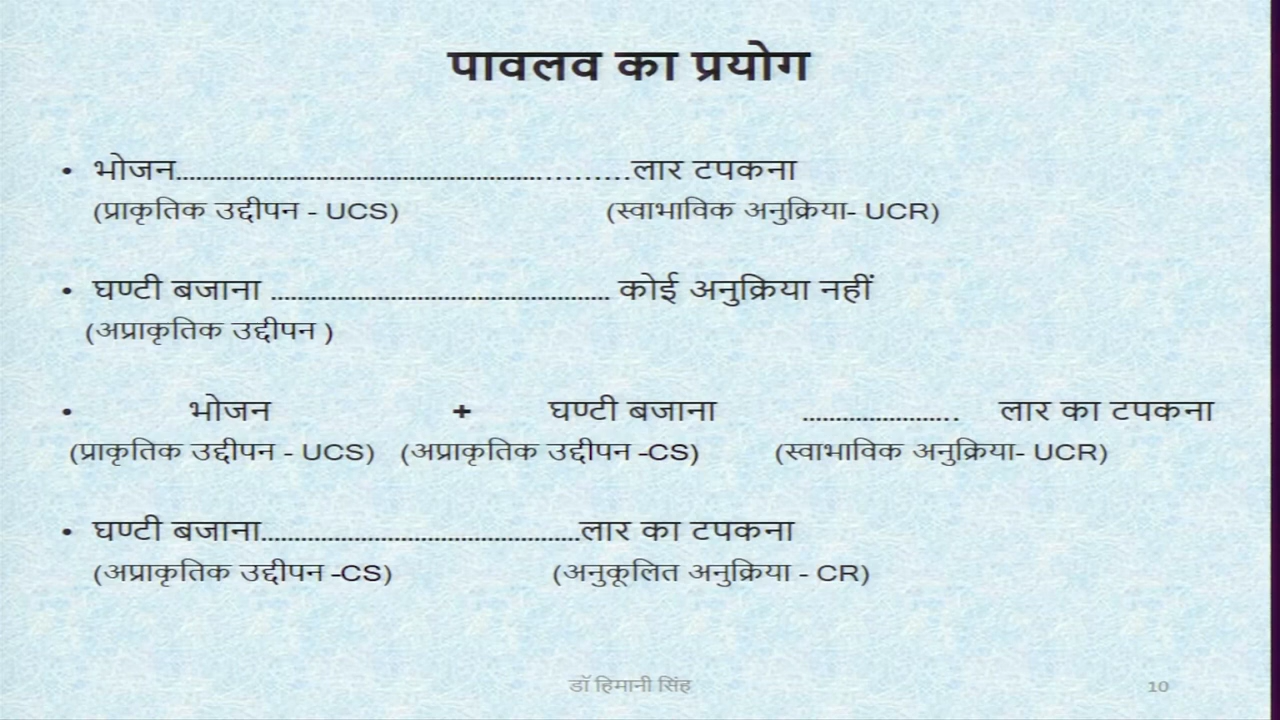 पावलव का प्रयोग
• भोजन.................................................................लार टपकना
(प्राकृतिक उद्दीपन - UCS) (स्वाभाविक अनुक्रिया- UCR)
• घण्टी बजाना ................................................... कोई अनुक्रिया नहीं
(अप्राकृतिक उद्दीपन )
• भोजन + घण्टी बजाना ........................ लार का टपकना
(प्राकृतिक उद्दीपन - UCS) (अप्राकृतिक उद्दीपन -CS) (स्वाभाविक अनुक्रिया- UCR)
• घण्टी बजाना................................................लार का टपकना
(अप्राकृतिक उद्दीपन -CS) (अनुकूलित अनुक्रिया - CR)
डॉ हिमानी सिंह 10